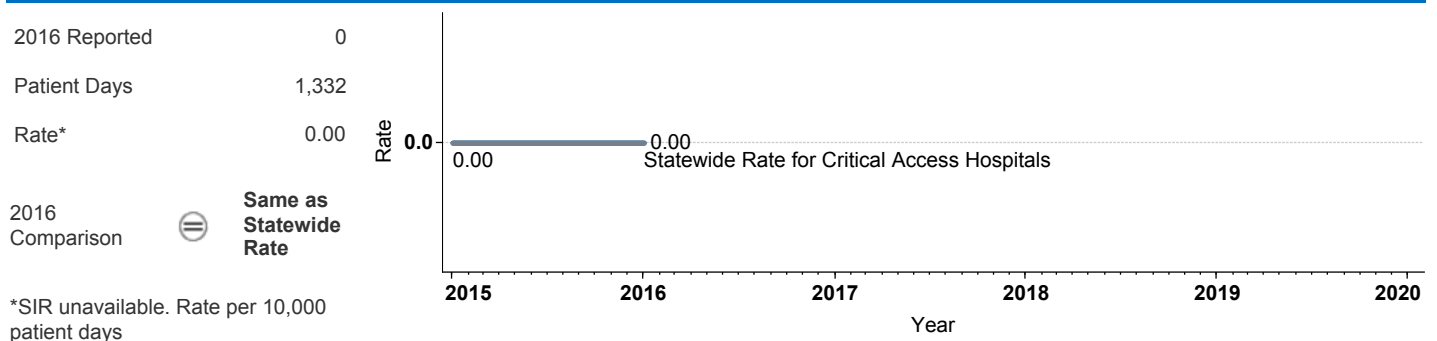 2016 Reported 0
Patient Days 1,332
Rate* 0.00
2016
Comparison
Same as
Statewide
Rate
*SIR unavailable. Rate per 10,000
patient days
Rate
0.0
0.00
0.00
Statewide Rate for Critical Access Hospitals
2015 2016 2017 2018 2019 2020
Year